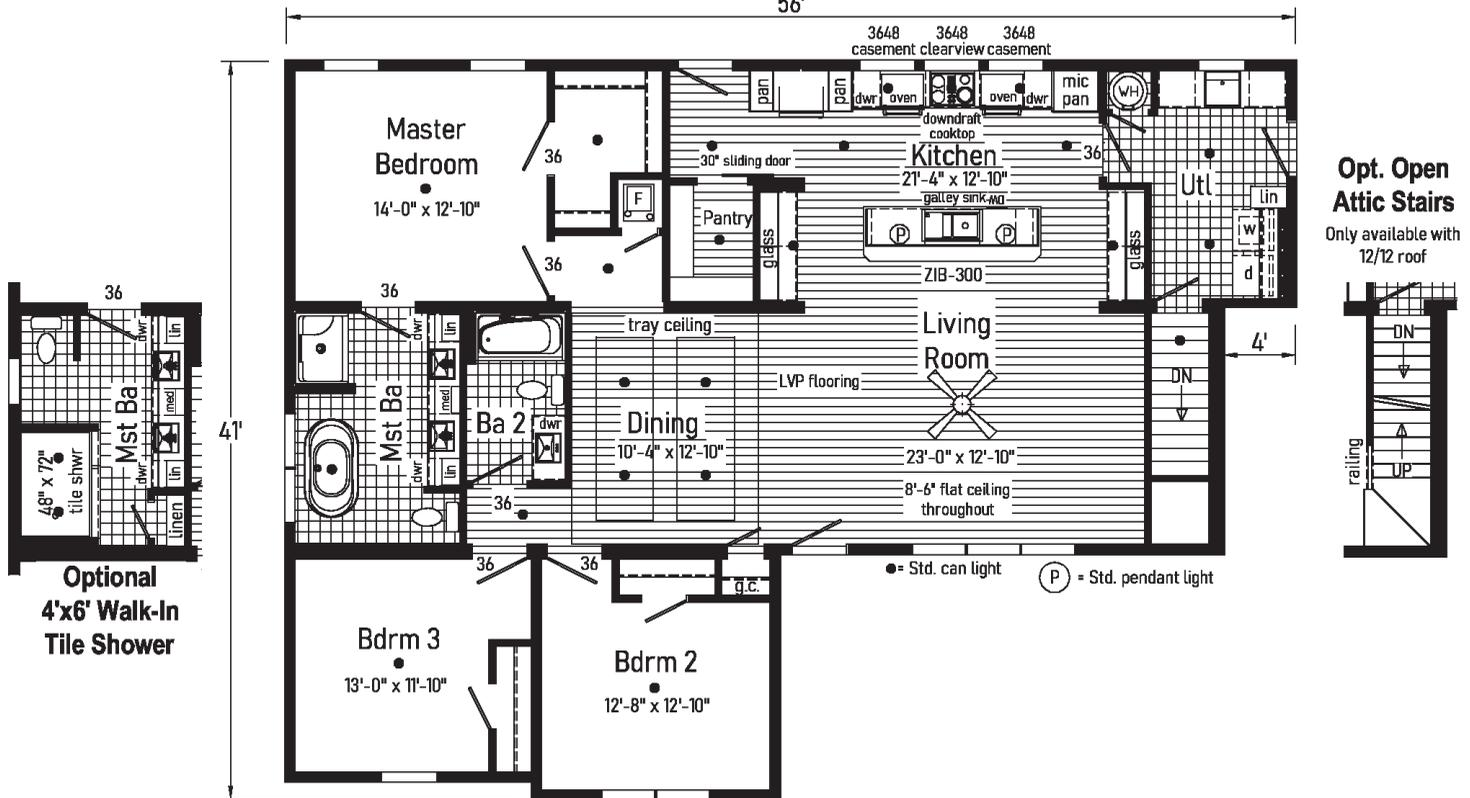 56'
3648 3648 3648
casement clearview casement
Master
Bedroom
14'-0" x 12'-10"
36
36
36
F
pan
pan
dwr
oven
oven
dwr
mic
pan
WH
downdraft
cooktop
30" sliding door
Kitchen
21'-4" x 12'-10"
36
galley sink
Pantry
glass
P
P
glass
ZIB-300
Utl
lin
w
d
Opt. Open
Attic Stairs
Only available with
12/12 roof
DN
UP
railing
4'
41'
tray ceiling
Living
Room
LVP flooring
DN
Dining
10'-4" x 12'-10"
23'-0" x 12'-10"
8'-6" flat ceiling
throughout
Mst Ba
dwr
lin
med
dwr
lin
Ba 2
dwr
36
36
Mst Ba
dwr
lin
med
dwr
lin
linen
48" x 72"
tile shwr
Optional
4'x6' Walk-In
Tile Shower
36
36
g.c.
= Std. can light
P = Std. pendant light
Bdrm 3
13'-0" x 11'-10"
Bdrm 2
12'-8" x 12'-10"